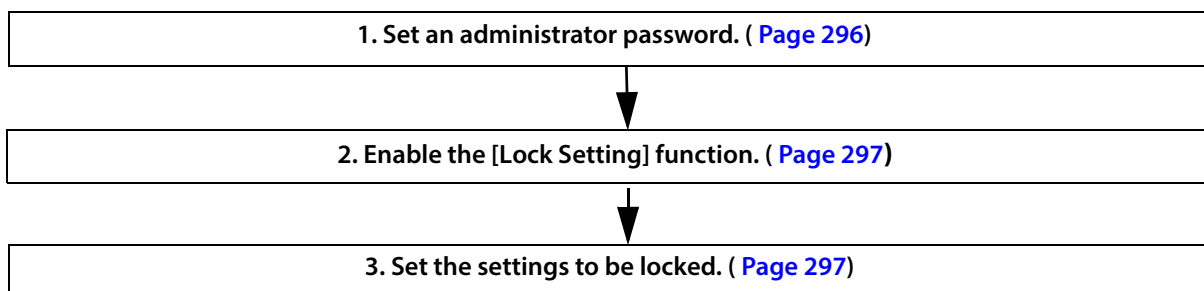 1. Set an administrator password. ( Page 296)
2. Enable the [Lock Setting] function. ( Page 297)
3. Set the settings to be locked. ( Page 297)